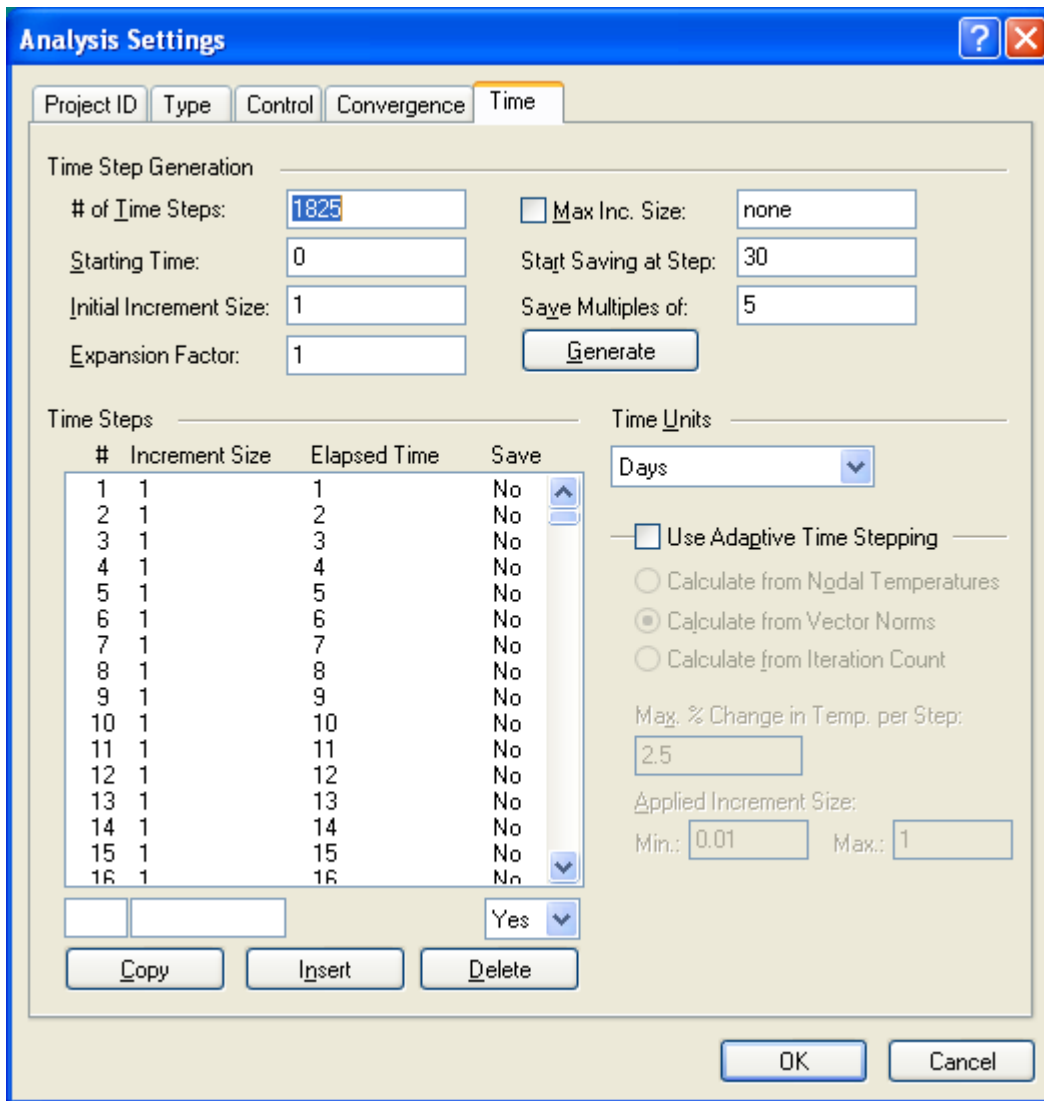 Analysis Settings
Project ID Type Control Convergence Time
Time Step Generation
# of Time Steps: 1825 Max Inc. Size: none
Starting Time: 0 Start Saving at Step: 30
Initial Increment Size: 1 Save Multiples of: 5
Expansion Factor: 1 Generate
Time Steps Time Units
# Increment Size Elapsed Time Save
Days
1 1 1 No
2 1 2 No
3 1 3 No
4 1 4 No
5 1 5 No
6 1 6 No
7 1 7 No
8 1 8 No
9 1 9 No
10 1 10 No
11 1 11 No
12 1 12 No
13 1 13 No
14 1 14 No
15 1 15 No
16 1 16 No
Use Adaptive Time Stepping
Calculate from Nodal Temperatures
Calculate from Vector Norms
Calculate from Iteration Count
Max. % Change in Temp. per Step:
2.5
Applied Increment Size:
Min.: 0.01 Max.: 1
Yes
Copy Insert Delete
OK Cancel